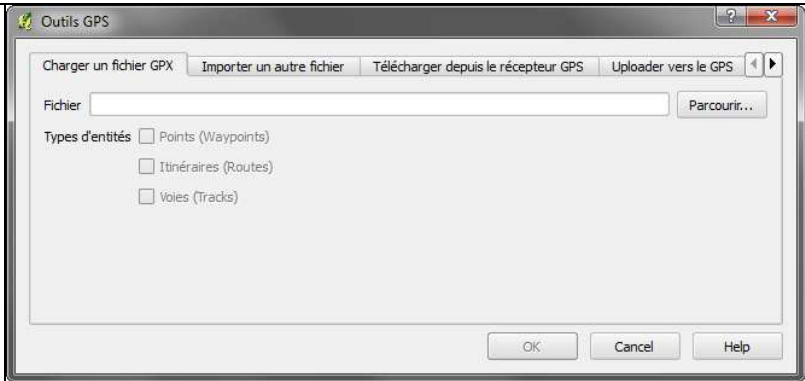 Outils GPS
Charger un fichier GPX Importer un autre fichier Télécharger depuis le récepteur GPS Uploader vers le GPS
Fichier Parcourir...
Types d'entités Points (Waypoints)
Itinéraires (Routes)
Voies (Tracks)
OK Cancel Help